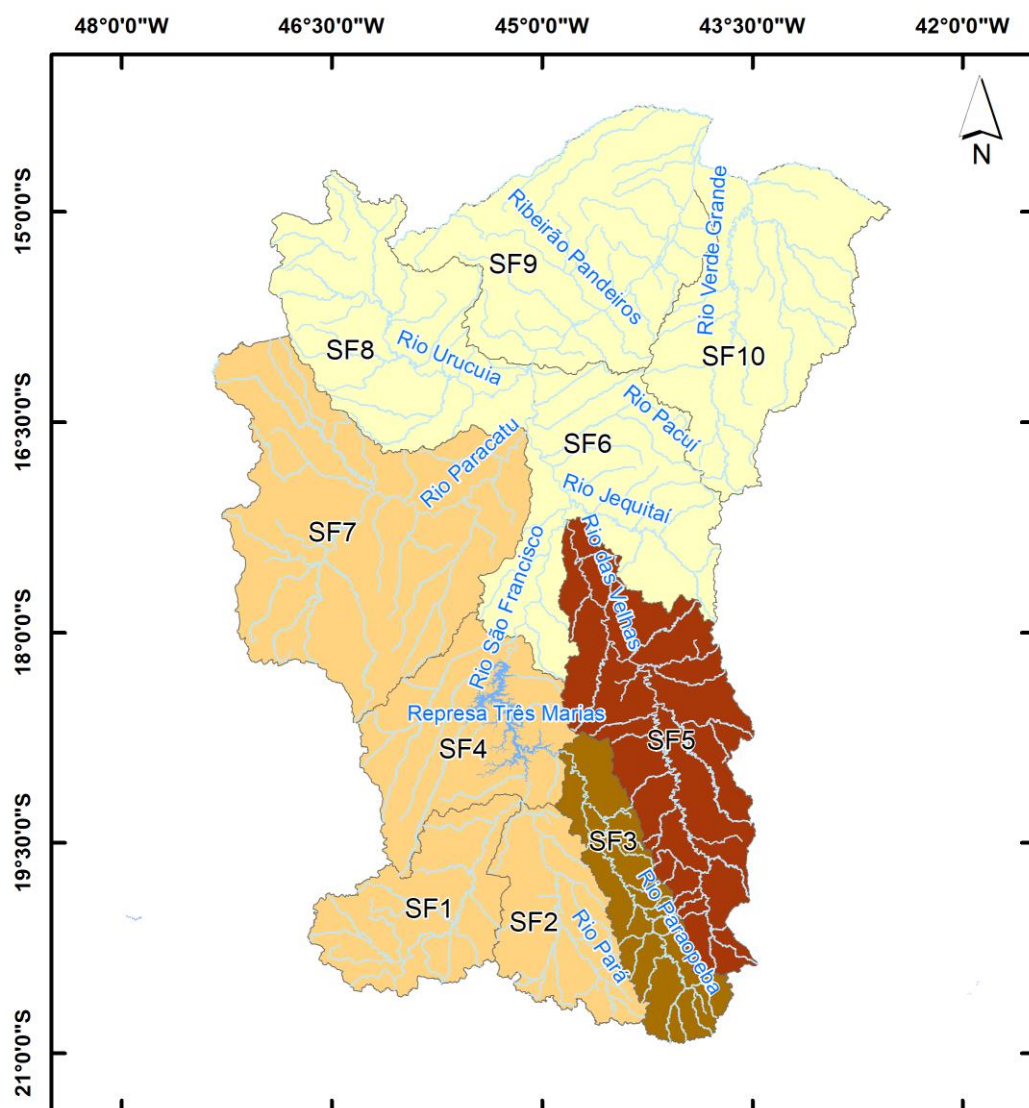 48°0'0"W
46°30'0"W
45°0'0"W
43°30'0"W
42°0'0"W
N
15°0'0"S
16°30'0"S
18°0'0"S
19°30'0"S
21°0'0"S
Ribeirão Pandeiros
Rio Verde Grande
SF9
SF8
Rio Urucuia
SF10
Rio Pacuí
SF6
Rio Paracatu
Rio Jequitaí
SF7
Rio das Velhas
Rio São Francisco
Represa Três Marias
SF4
SF5
SF3
Rio Paraopeba
SF1
SF2
Rio Pará